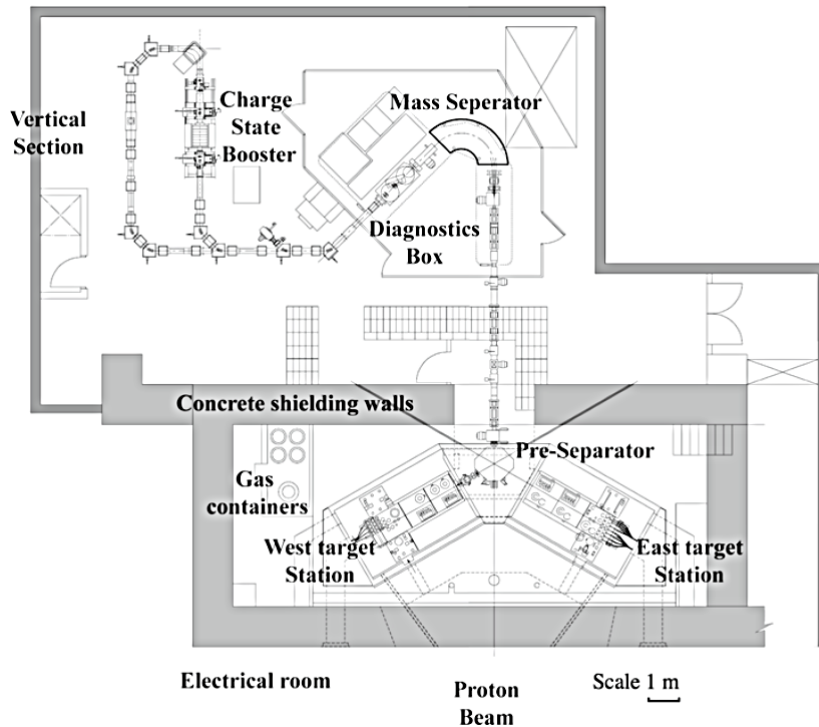 Vertical
Section
Charge
State
Booster
Mass Seperator
Diagnostics
Box
Concrete shielding walls
Pre-Separator
Gas
containers
West target
Station
East target
Station
Electrical room
Proton
Beam
Scale 1 m